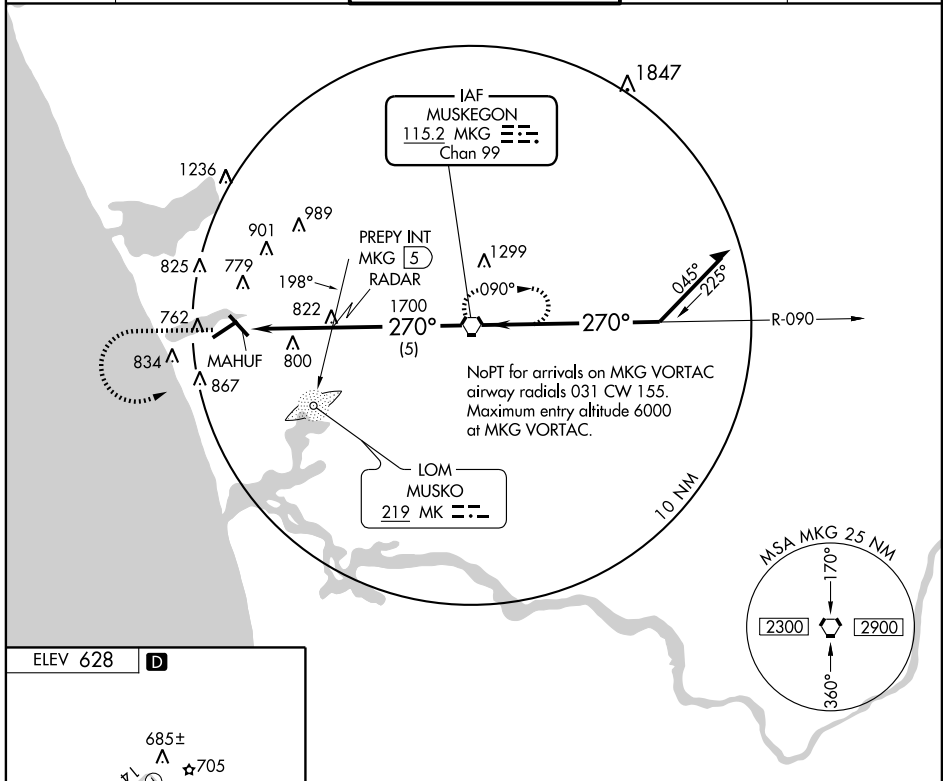 1847
IAF
MUSKEGON
115.2 MKG
Chan 99
1236
989
901
825
779
PREPY INT
MKG 5
RADAR
198°
1299
090°
045°
225°
822
1700
270°
(5)
270°
R-090
762
MAHUF
800
834
867
NoPT for arrivals on MKG VORTAC
airway radials 031 CW 155.
Maximum entry altitude 6000
at MKG VORTAC.
LOM
MUSKO
219 MK
10 NM
MSA MKG 25 NM
170°
2300
2900
360°
ELEV 628 D
685±
705
14